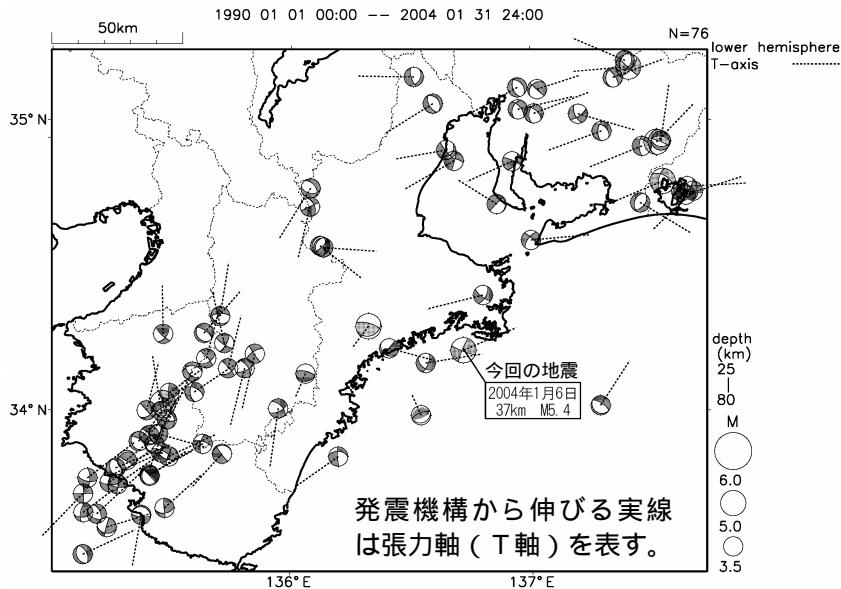 1990 01 01 00:00 -- 2004 01 31 24:00
50km
N=76
lower hemisphere
T-axis
35°N
34°N
136°E
137°E
今回の地震
2004年1月6日
37km M5.4
発震機構から伸びる実線
は張力軸(T軸)を表す。
depth
(km)
25
|
80
M
6.0
5.0
3.5